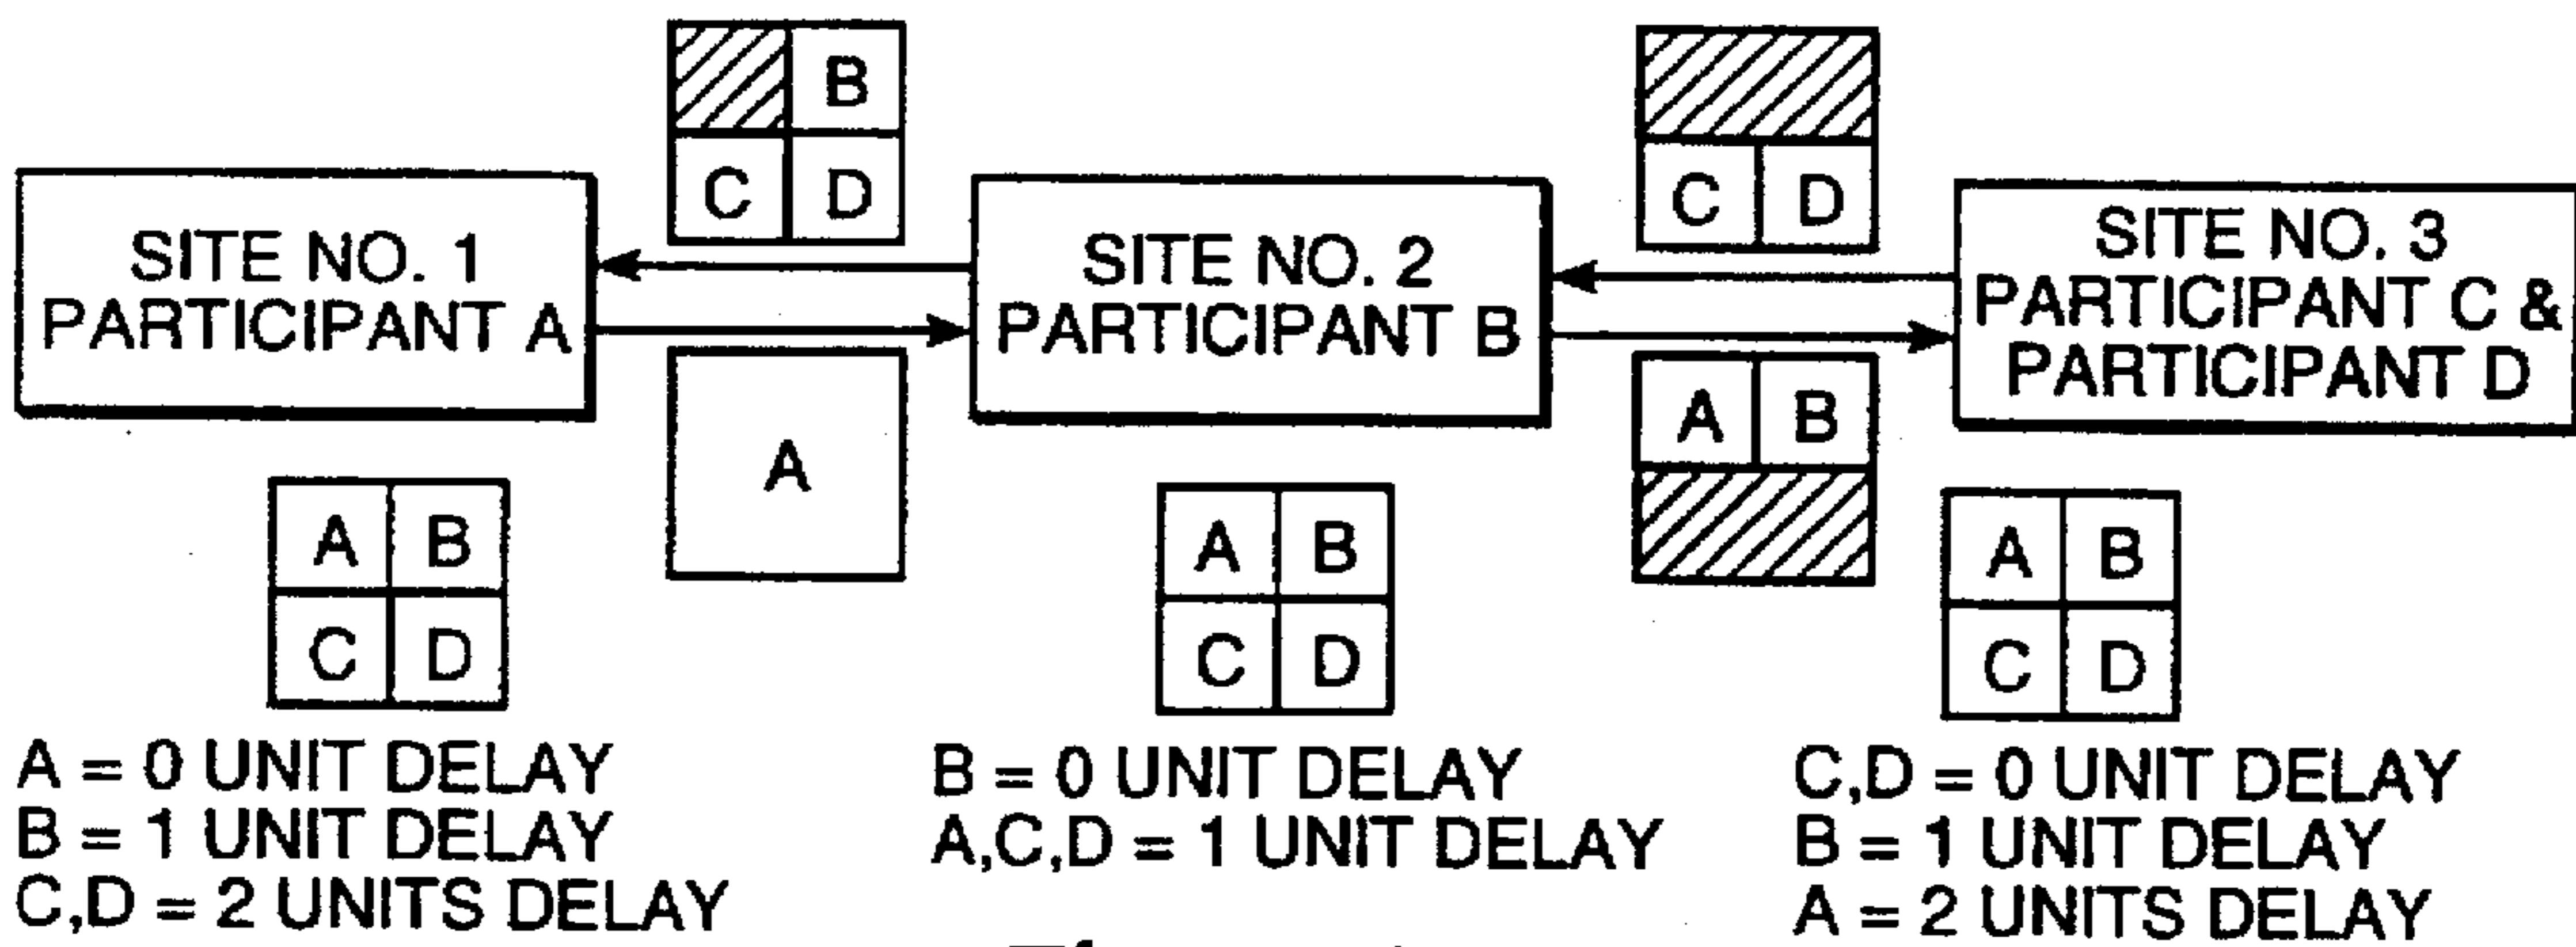 B
C D
C D
SITE NO. 1
PARTICIPANT A
SITE NO. 2
PARTICIPANT B
SITE NO. 3
PARTICIPANT C &
PARTICIPANT D
A
A B
A B
C D
A B
C D
A B
C D
A = 0 UNIT DELAY
B = 1 UNIT DELAY
C,D = 2 UNITS DELAY
B = 0 UNIT DELAY
A,C,D = 1 UNIT DELAY
C,D = 0 UNIT DELAY
B = 1 UNIT DELAY
A = 2 UNITS DELAY